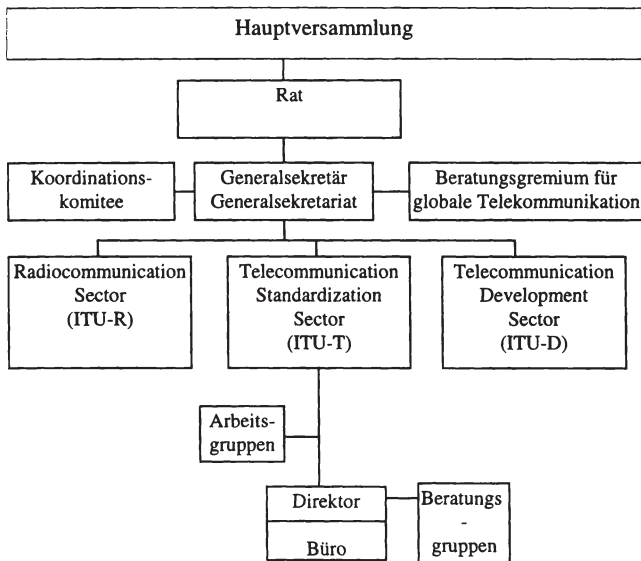 Hauptversammlung
Rat
Koordinations-
komitee
Generalsekretär
Generalsekretariat
Beratungsgremium für
globale Telekommunikation
Radiocommunication
Sector
(ITU-R)
Telecommunication
Standardization
Sector
(ITU-T)
Telecommunication
Development
Sector
(ITU-D)
Arbeits-
gruppen
Direktor
Büro
Beratungs
-
gruppen